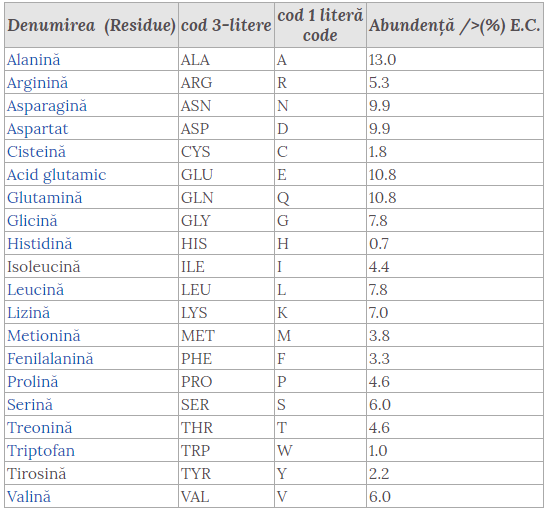 Denumirea (Residue) cod 3-litere cod 1 literă code Abundență />(%) E.C.
Alanină ALA A 13.0
Arginină ARG R 5.3
Asparagină ASN N 9.9
Aspartat ASP D 9.9
Cisteină CYS C 1.8
Acid glutamic GLU E 10.8
Glutamină GLN Q 10.8
Glicină GLY G 7.8
Histidină HIS H 0.7
Isoleucină ILE I 4.4
Leucină LEU L 7.8
Lizină LYS K 7.0
Metionină MET M 3.8
Fenilalanină PHE F 3.3
Prolină PRO P 4.6
Serină SER S 6.0
Treonină THR T 4.6
Triptofan TRP W 1.0
Tirosină TYR Y 2.2
Valină VAL V 6.0